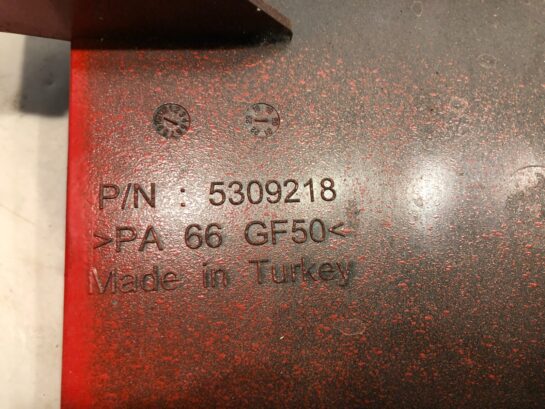 P/N : 5309218
>PA 66 GF50<
Made in Turkey